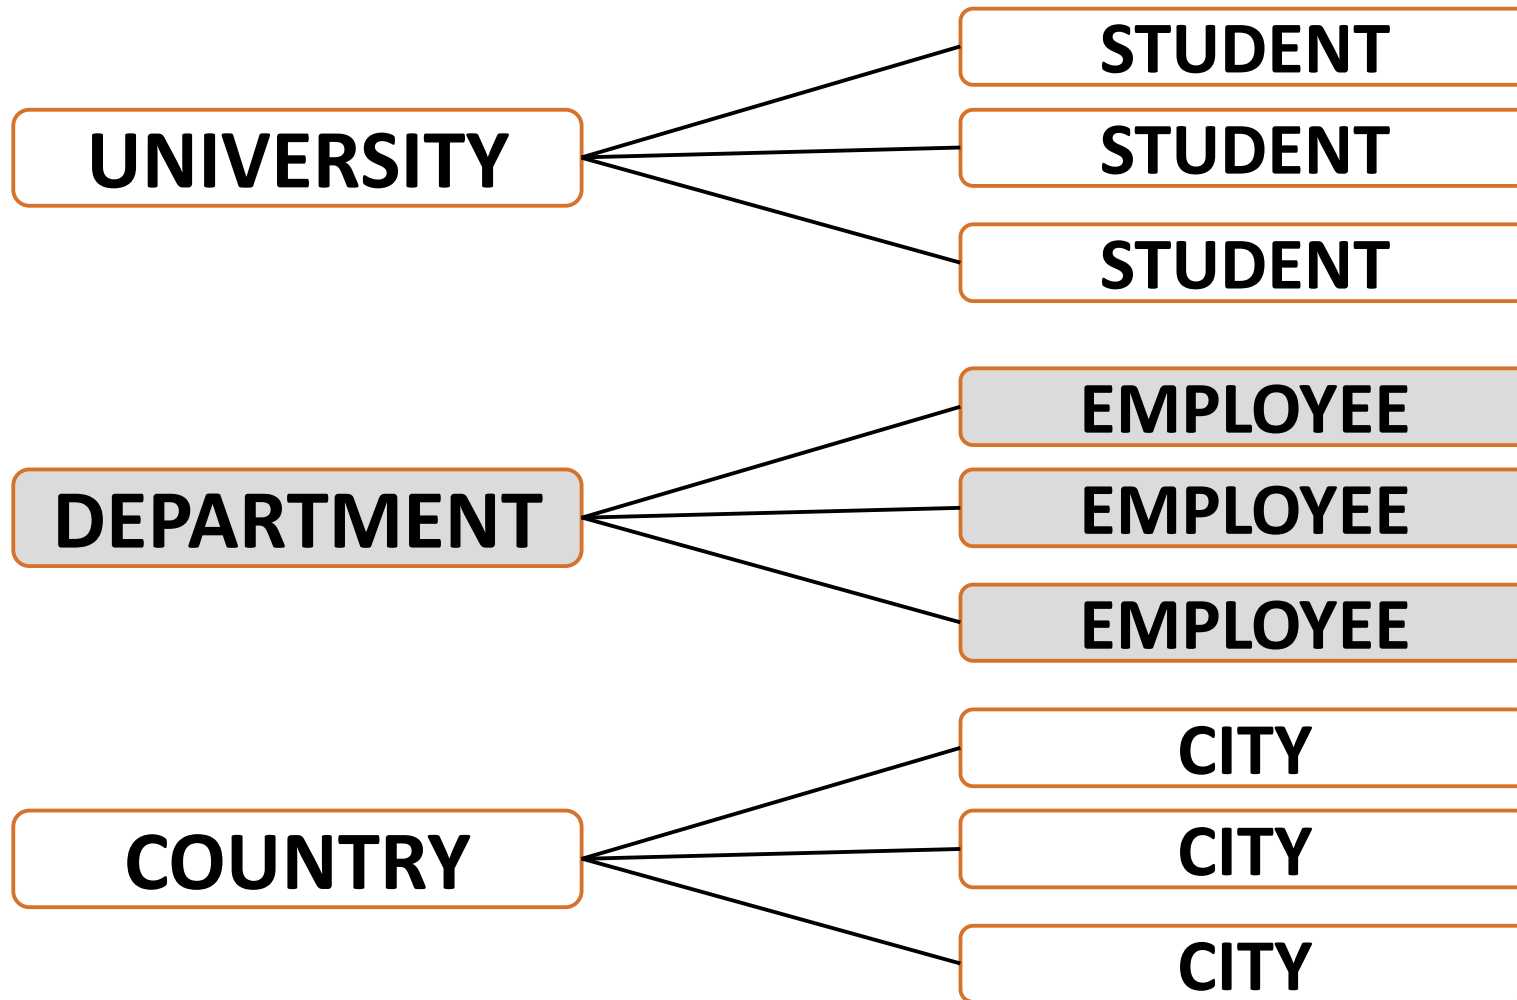 UNIVERSITY
STUDENT
STUDENT
STUDENT
DEPARTMENT
EMPLOYEE
EMPLOYEE
EMPLOYEE
COUNTRY
CITY
CITY
CITY